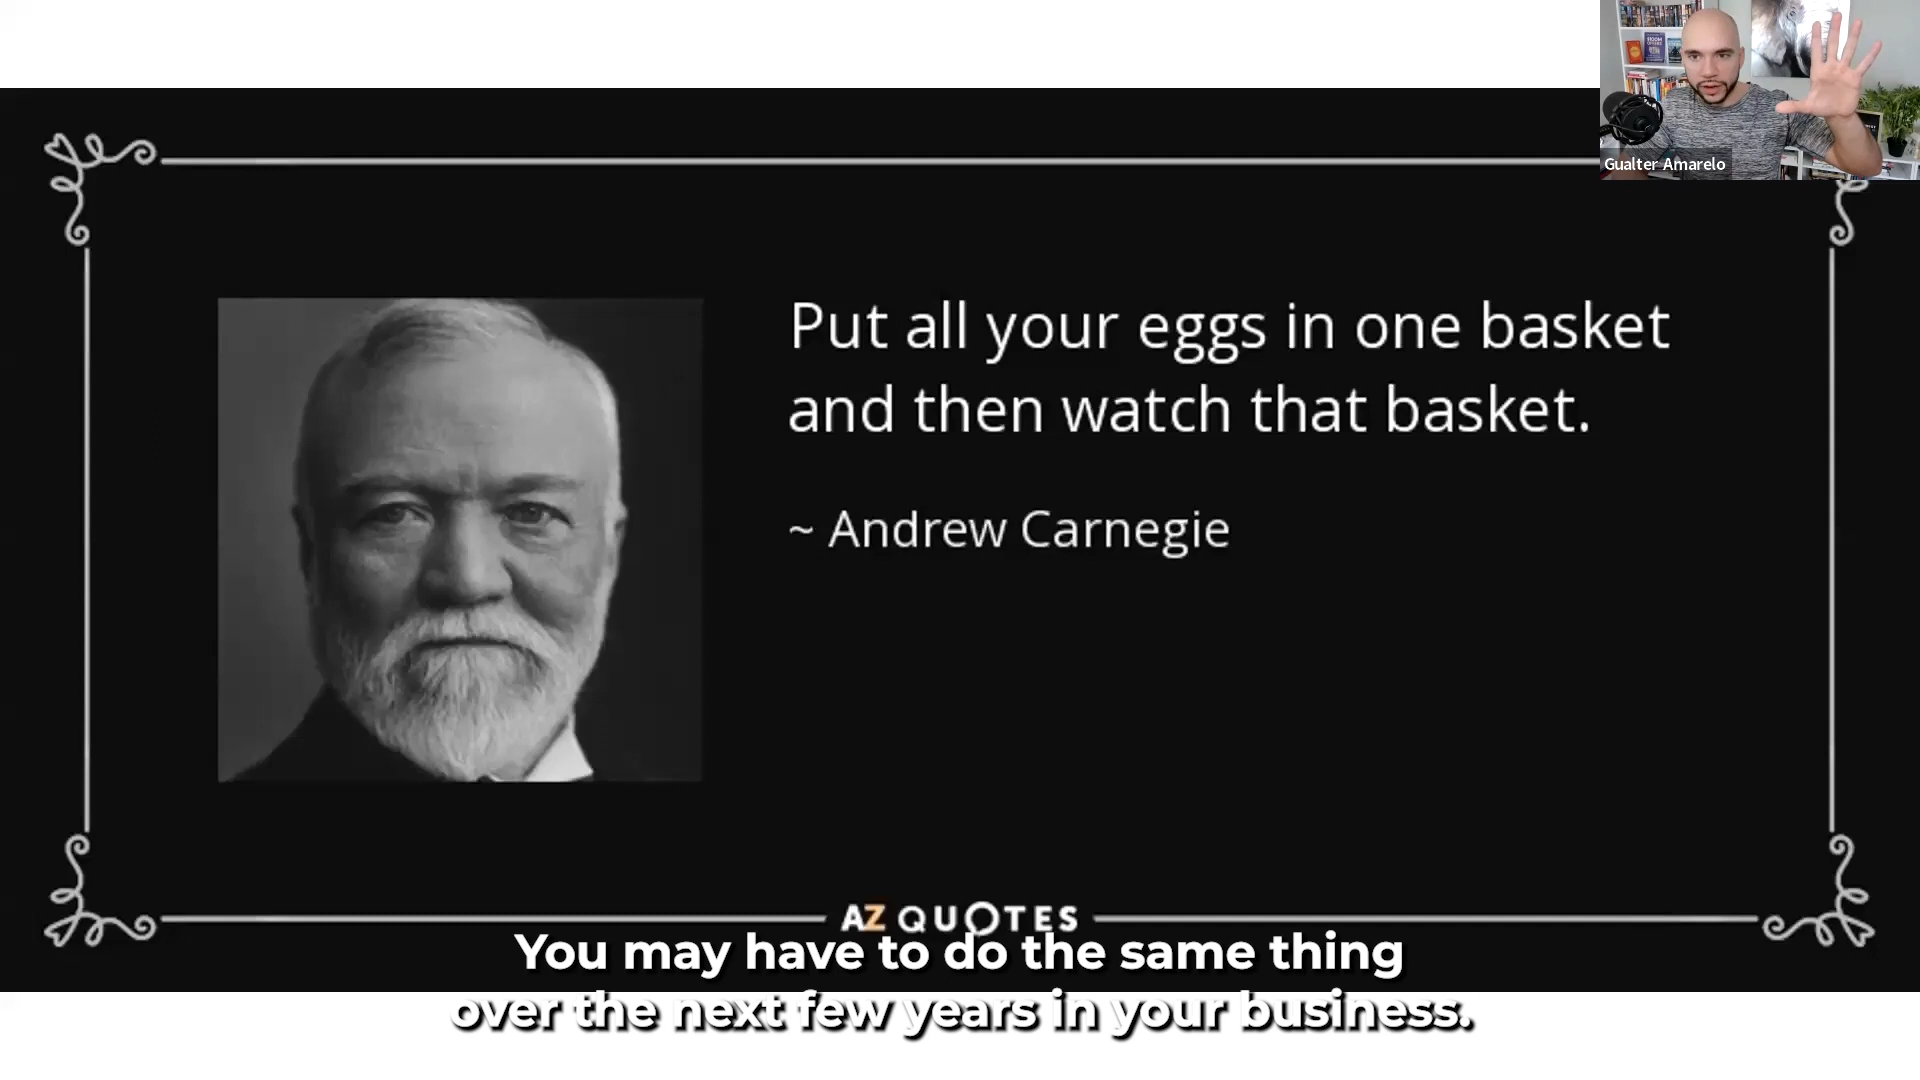 Gualter Amarelo
Put all your eggs in one basket
and then watch that basket.
~ Andrew Carnegie
AZ QUOTES
You may have to do the same thing
over the next few years in your business.